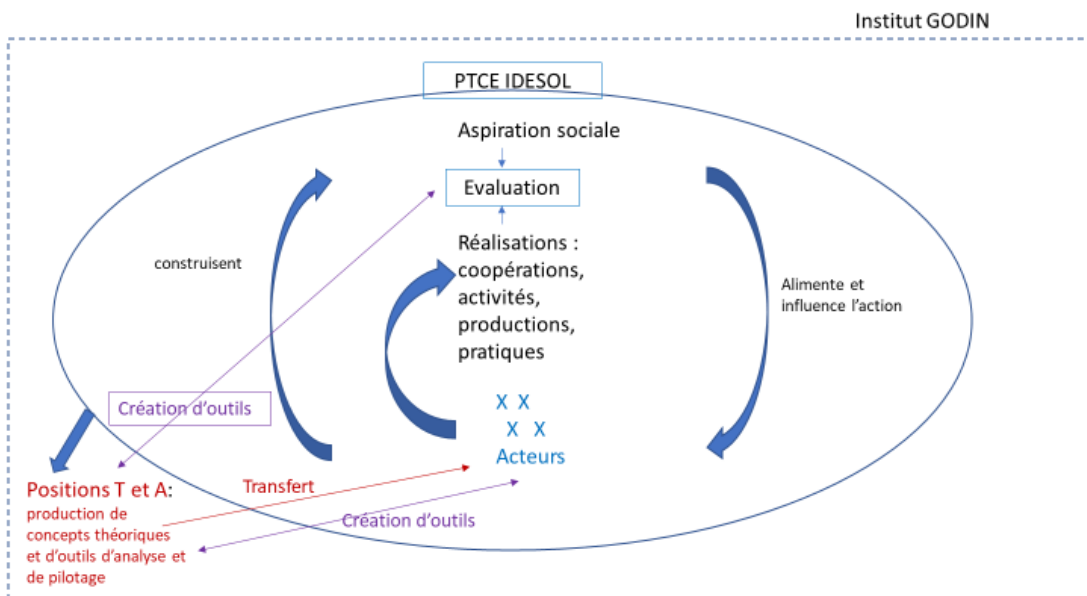 Institut GODIN
PTCE IDESOL
Aspiration sociale
Evaluation
Réalisations :
coopérations,
activités,
productions,
pratiques
construisent
Alimente et
influence l'action
Création d'outils
X X
X X
Acteurs
Positions T et A:
production de
concepts théoriques
et d'outils d'analyse et
de pilotage
Transfert
Création d'outils